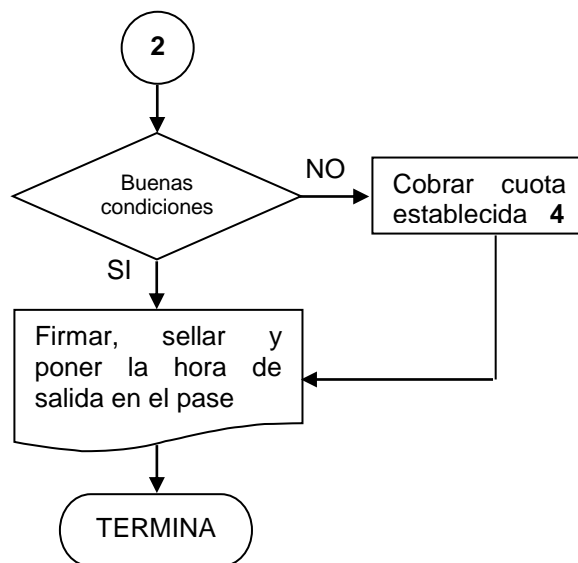 2
Buenas
condiciones
NO
Cobrar cuota
establecida 4
SI
Firmar, sellar y
poner la hora de
salida en el pase
TERMINA